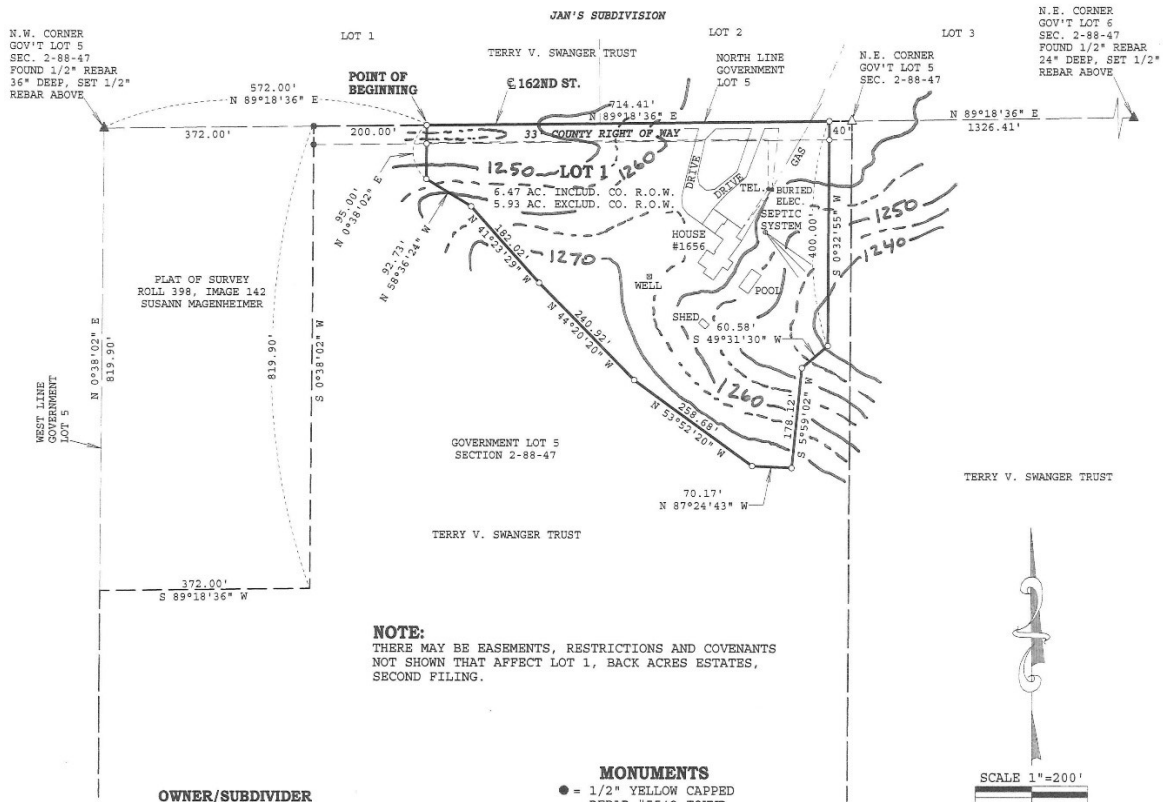 JAN'S SUBDIVISION
N.W. CORNER
GOV'T LOT 5
SEC. 2-88-47
FOUND 1/2" REBAR
36" DEEP, SET 1/2"
REBAR ABOVE
LOT 1
LOT 2
LOT 3
N.E. CORNER
GOV'T LOT 6
SEC. 2-88-47
FOUND 1/2" REBAR
24" DEEP, SET 1/2"
REBAR ABOVE
TERRY V. SWANGER TRUST
NORTH LINE
GOVERNMENT
LOT 5
N.E. CORNER
GOV'T LOT 5
SEC. 2-88-47
POINT OF
BEGINNING
℄ 162ND ST.
572.00'
N 89°18'36" E
714.41'
N 89°18'36" E
N 89°18'36" E
1326.41'
372.00'
200.00'
33' COUNTY RIGHT OF WAY
40'
1250
LOT 1
1260
6.47 AC. INCLUD. CO. R.O.W.
5.93 AC. EXCLUD. CO. R.O.W.
DRIVE
DRIVE
GAS
TEL.
BURIED
ELEC.
SEPTIC
SYSTEM
HOUSE
#1656
400.00'
S 0°32'55" W
1250
1240
95.00'
N 0°38'02" E
92.73'
N 58°36'24" W
182.02'
N 41°23'29" W
1270
WELL
POOL
SHED
60.58'
S 49°31'30" W
PLAT OF SURVEY
ROLL 398, IMAGE 142
SUSANN MAGENHEIMER
N 0°38'02" E
819.90'
819.90'
S 0°38'02" W
240.92'
N 44°20'20" W
WEST LINE
GOVERNMENT
LOT 5
1260
178.12'
S 5°59'02" W
258.68'
N 53°52'20" W
GOVERNMENT LOT 5
SECTION 2-88-47
70.17'
N 87°24'43" W
TERRY V. SWANGER TRUST
TERRY V. SWANGER TRUST
372.00'
S 89°18'36" W
NOTE:
THERE MAY BE EASEMENTS, RESTRICTIONS AND COVENANTS
NOT SHOWN THAT AFFECT LOT 1, BACK ACRES ESTATES,
SECOND FILING.
OWNER/SUBDIVIDER
MONUMENTS
● = 1/2" YELLOW CAPPED
SCALE 1"=200'